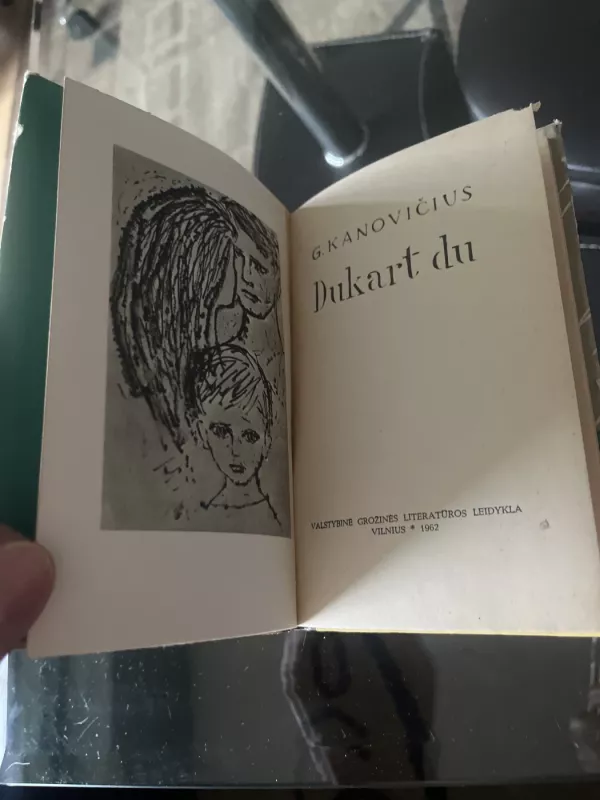 G. KANOVIČIUS
Dukart du
VALSTYBINĖ GROŽINĖS LITERATŪROS LEIDYKLA
VILNIUS * 1962